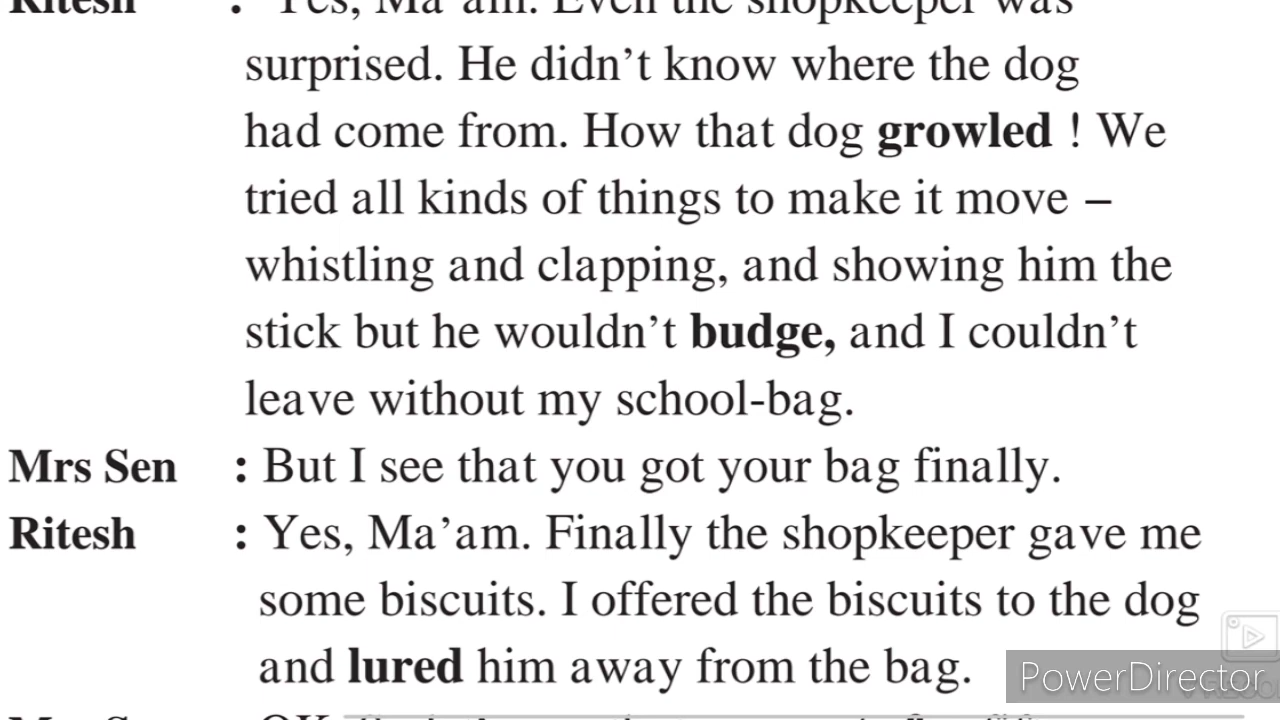 Ritesh : Yes, Ma'am. Even the shopkeeper was
surprised. He didn't know where the dog
had come from. How that dog growled ! We
tried all kinds of things to make it move –
whistling and clapping, and showing him the
stick but he wouldn't budge, and I couldn't
leave without my school-bag.
Mrs Sen : But I see that you got your bag finally.
Ritesh : Yes, Ma'am. Finally the shopkeeper gave me
some biscuits. I offered the biscuits to the dog
and lured him away from the bag.
PowerDirector
OK